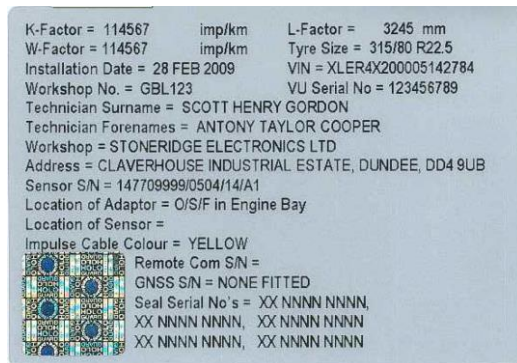 K-Factor = 114567 imp/km L-Factor = 3245 mm
W-Factor = 114567 imp/km Tyre Size = 315/80 R22.5
Installation Date = 28 FEB 2009 VIN = XLER4X200005142784
Workshop No. = GBL123 VU Serial No = 123456789
Technician Surname = SCOTT HENRY GORDON
Technician Forenames = ANTONY TAYLOR COOPER
Workshop = STONERIDGE ELECTRONICS LTD
Address = CLAVERHOUSE INDUSTRIAL ESTATE, DUNDEE, DD4 9UB
Sensor S/N = 147709999/0504/14/A1
Location of Adaptor = O/S/F in Engine Bay
Location of Sensor =
Impulse Cable Colour = YELLOW
Remote Com S/N =
GNSS S/N = NONE FITTED
Seal Serial No's = XX NNNN NNNN,
XX NNNN NNNN, XX NNNN NNNN
XX NNNN NNNN, XX NNNN NNNN